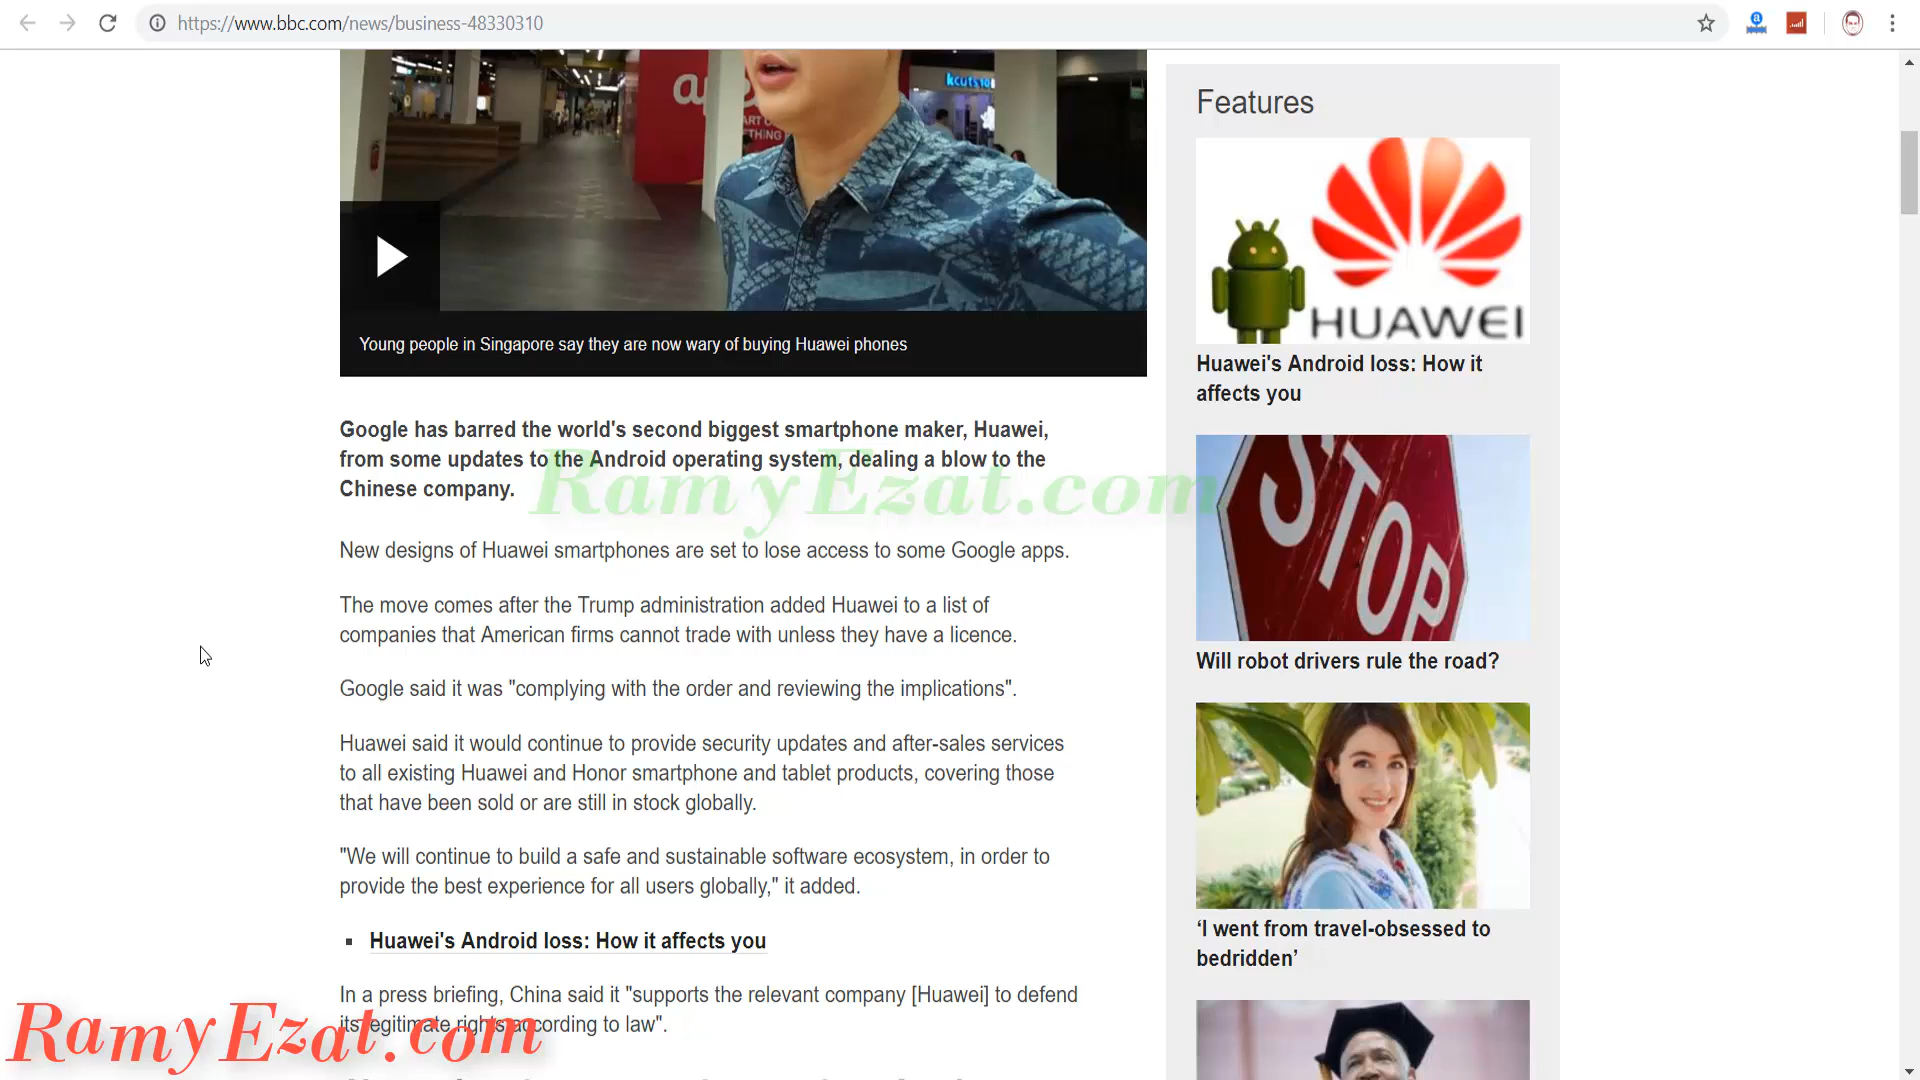 https://www.bbc.com/news/business-48330310
kcuts10
ART C
THING
Young people in Singapore say they are now wary of buying Huawei phones
Google has barred the world's second biggest smartphone maker, Huawei,
from some updates to the Android operating system, dealing a blow to the
Chinese company.
RamyEzat.com
New designs of Huawei smartphones are set to lose access to some Google apps.
The move comes after the Trump administration added Huawei to a list of
companies that American firms cannot trade with unless they have a licence.
Google said it was "complying with the order and reviewing the implications".
Huawei said it would continue to provide security updates and after-sales services
to all existing Huawei and Honor smartphone and tablet products, covering those
that have been sold or are still in stock globally.
"We will continue to build a safe and sustainable software ecosystem, in order to
provide the best experience for all users globally," it added.
▪ Huawei's Android loss: How it affects you
In a press briefing, China said it "supports the relevant company [Huawei] to defend
its legitimate rights according to law".
RamyEzat.com
Features
HUAWEI
Huawei's Android loss: How it
affects you
STOP
Will robot drivers rule the road?
‘I went from travel-obsessed to
bedridden’